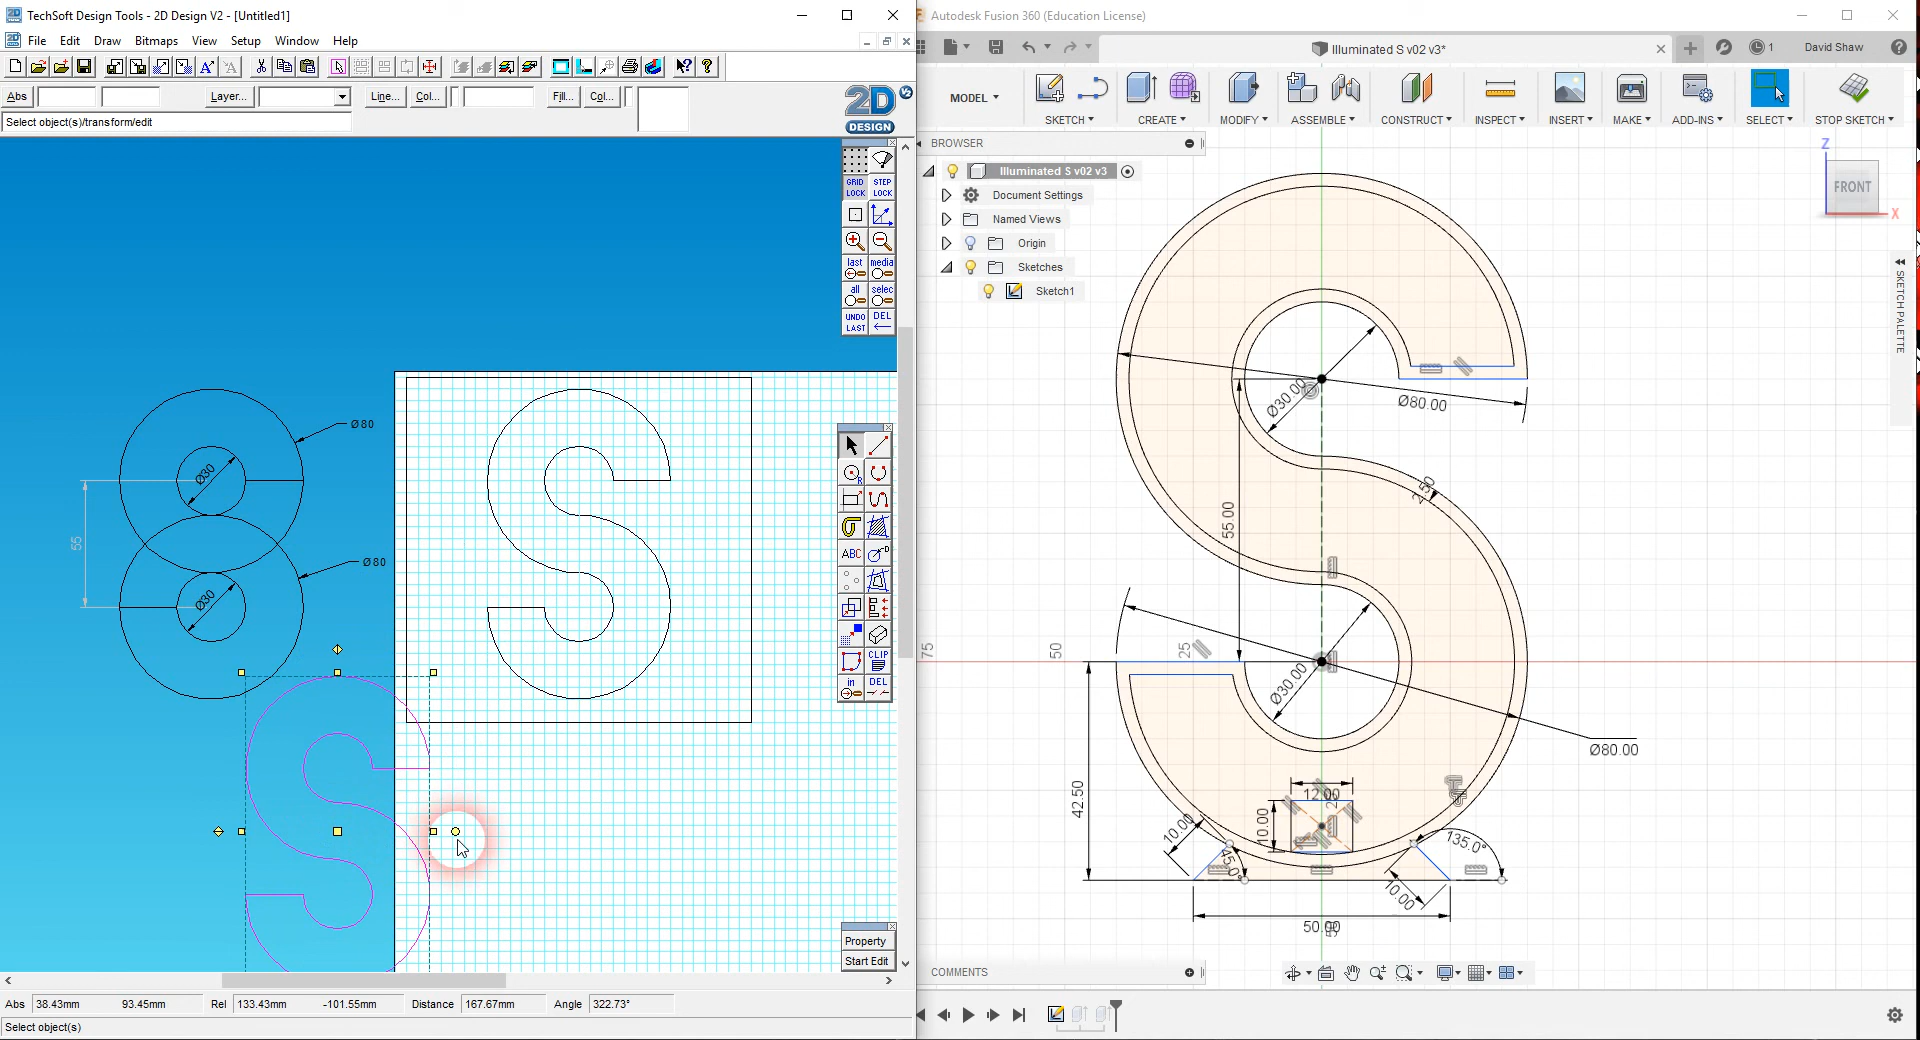 TechSoft Design Tools - 2D Design V2 - [Untitled1]
File Edit Draw Bitmaps View Setup Window Help
Abs Layer... Line... Col... Fill... Col...
Select object(s)/transform/edit
2D V2
DESIGN
GRID LOCK STEP LOCK
last media
all selec
UNDO LAST DEL
Ø80
Ø30
55
Ø80
Ø30
ABC
CLIP
in DEL
Property
Start Edit
Abs 38.43mm 93.45mm Rel 133.43mm -101.55mm Distance 167.67mm Angle 322.73°
Select object(s)
Autodesk Fusion 360 (Education License)
Illuminated S v02 v3*
1 David Shaw
MODEL
SKETCH CREATE MODIFY ASSEMBLE CONSTRUCT INSPECT INSERT MAKE ADD-INS SELECT STOP SKETCH
BROWSER
Illuminated S v02 v3
Document Settings
Named Views
Origin
Sketches
Sketch1
Z
FRONT
X
SKETCH PALETTE
Ø30.00
Ø80.00
2.50
55.00
75
50
25
Ø30.00
Ø80.00
42.50
12.00
10.00
10.00
45.0°
135.0°
10.00
50.00
COMMENTS